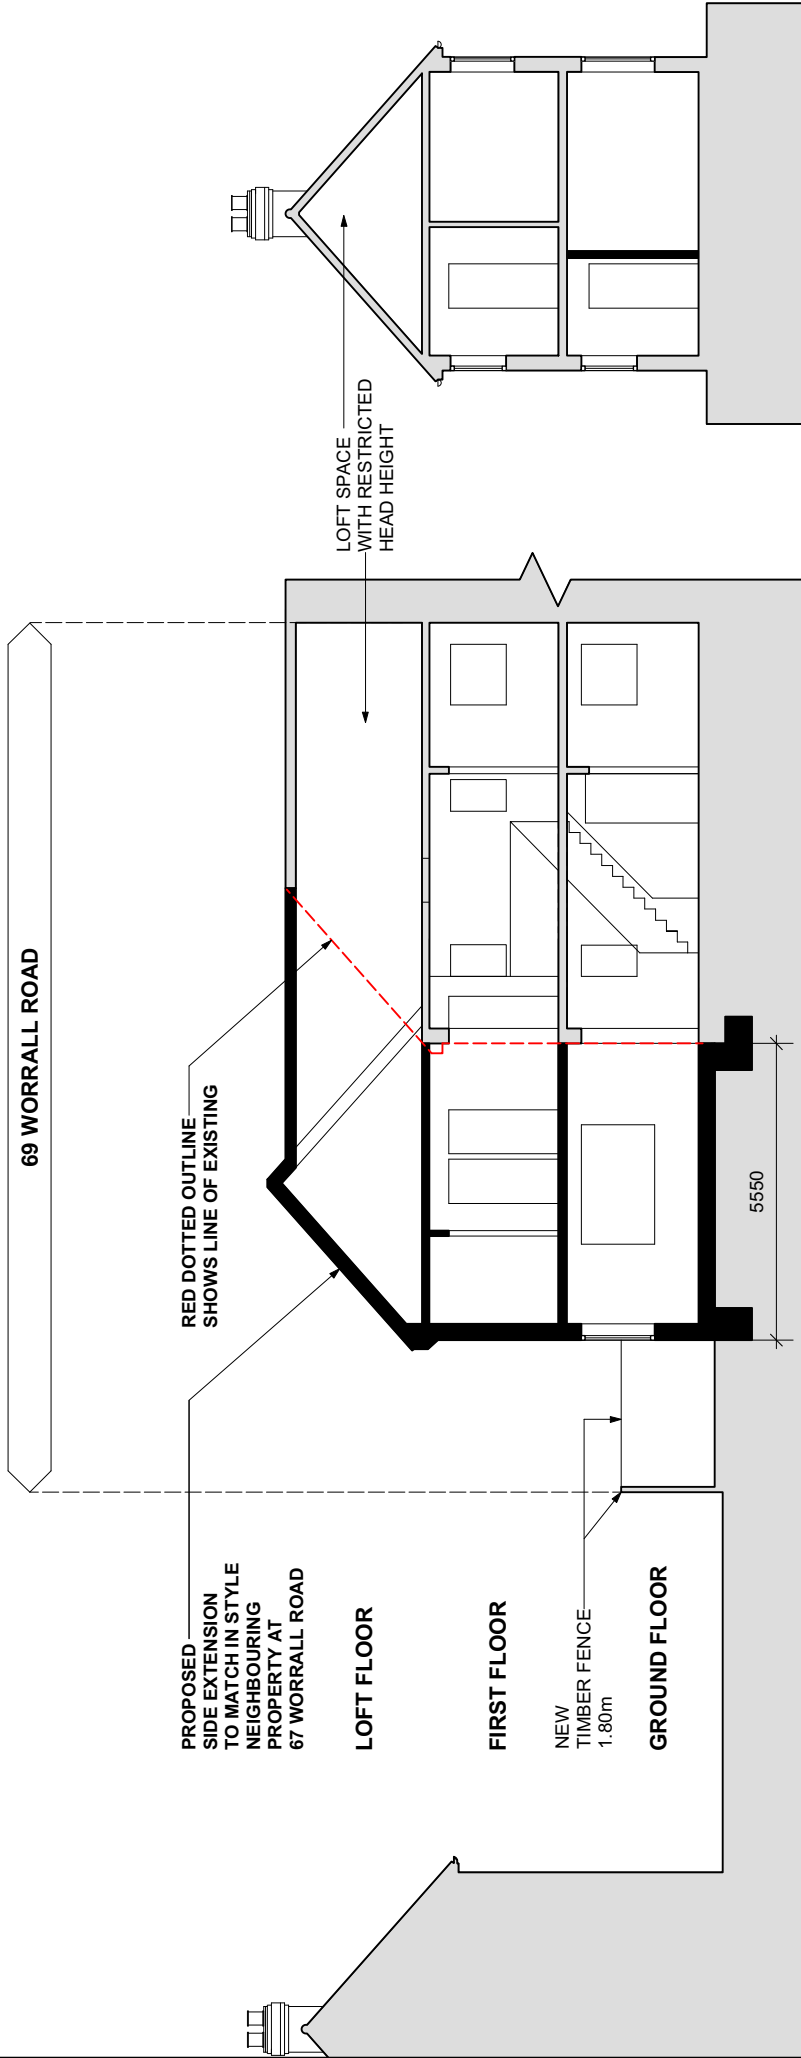 69 WORRALL ROAD
PROPOSED
SIDE EXTENSION
TO MATCH IN STYLE
NEIGHBOURING
PROPERTY AT
67 WORRALL ROAD
RED DOTTED OUTLINE
SHOWS LINE OF EXISTING
LOFT SPACE
WITH RESTRICTED
HEAD HEIGHT
LOFT FLOOR
FIRST FLOOR
NEW
TIMBER FENCE
1.80m
GROUND FLOOR
5550